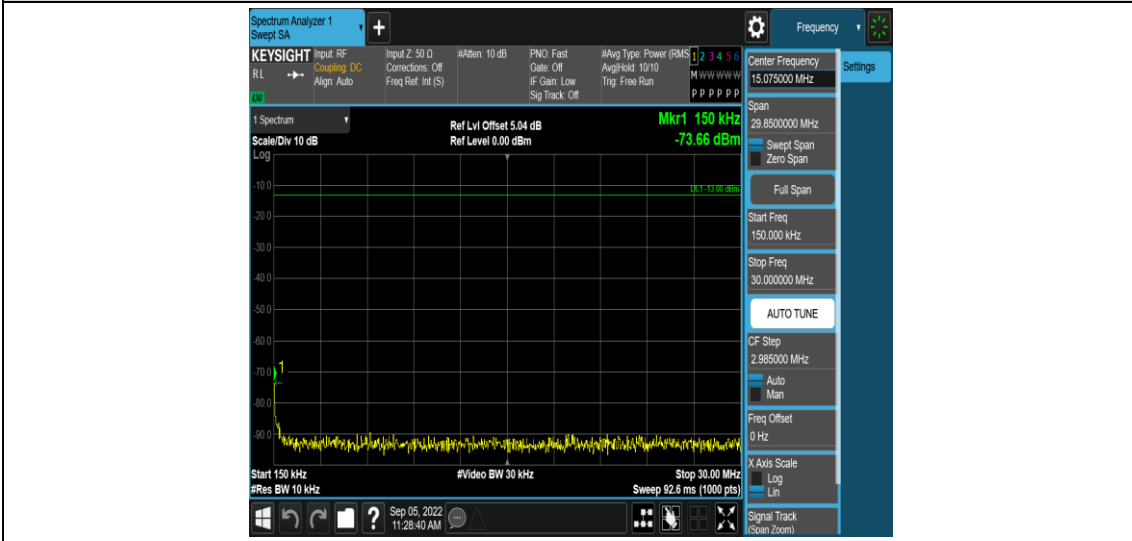 Spectrum Analyzer 1
Swept SA
+
Frequency
KEYSIGHT
RL
LXI
Input: RF
Coupling: DC
Align: Auto
Input Z: 50 Ω
Corrections: Off
Freq Ref: Int (S)
#Atten: 10 dB
PNO: Fast
Gate: Off
IF Gain: Low
Sig Track: Off
#Avg Type: Power (RMS
Avg|Hold: 10/10
Trig: Free Run
1 2 3 4 5 6
M W W W W W
P P P P P P
1 Spectrum
Scale/Div 10 dB
Log
Ref Lvl Offset 5.04 dB
Ref Level 0.00 dBm
Mkr1 150 kHz
-73.66 dBm
DL1 -13.00 dBm
-10.0
-20.0
-30.0
-40.0
-50.0
-60.0
-70.0
1
-80.0
-90.0
Start 150 kHz
#Video BW 30 kHz
Stop 30.00 MHz
#Res BW 10 kHz
Sweep 92.6 ms (1000 pts)
?
Sep 05, 2022
11:28:40 AM
Center Frequency
15.075000 MHz
Settings
Span
29.8500000 MHz
Swept Span
Zero Span
Full Span
Start Freq
150.000 kHz
Stop Freq
30.000000 MHz
AUTO TUNE
CF Step
2.985000 MHz
Auto
Man
Freq Offset
0 Hz
X Axis Scale
Log
Lin
Signal Track
(Span Zoom)